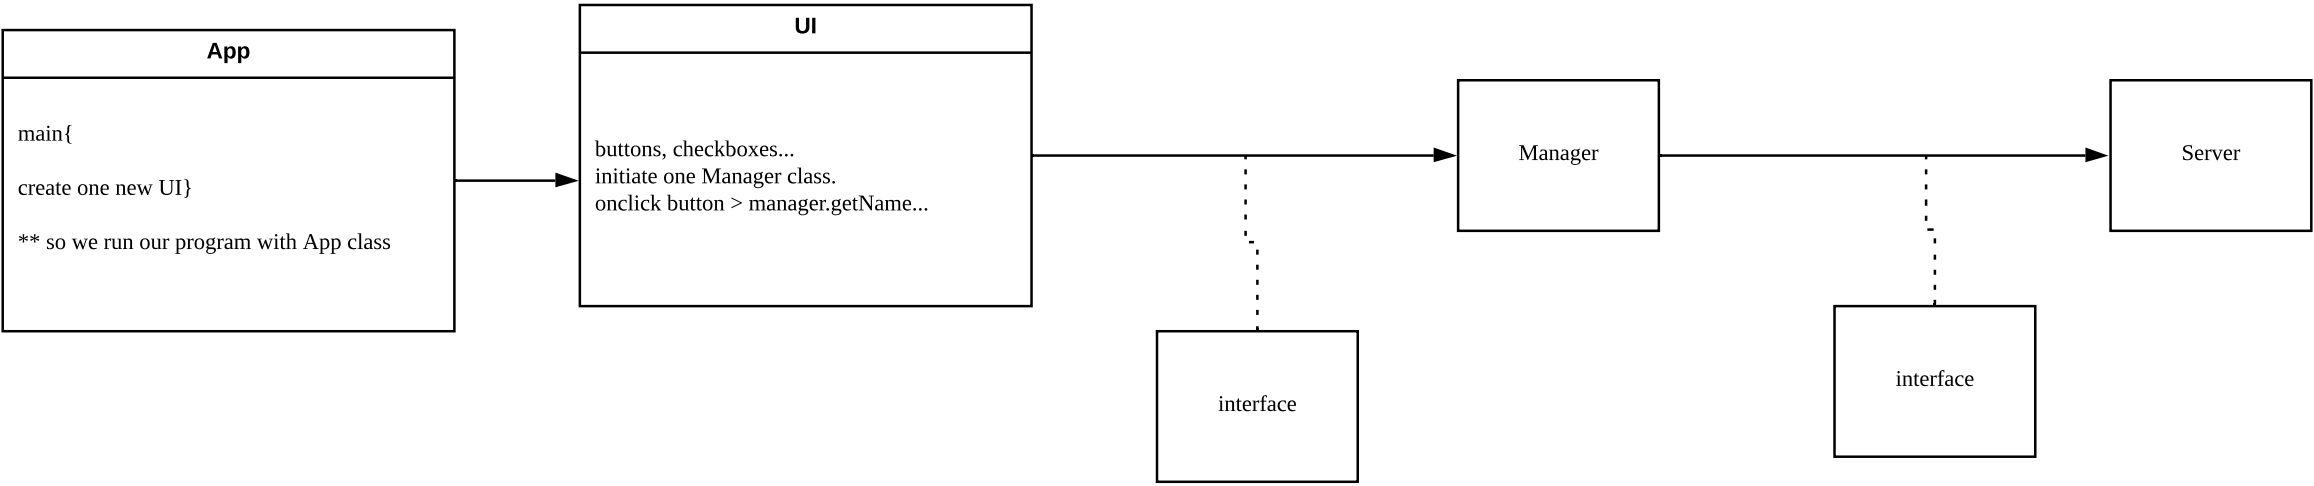 App
main{
create one new UI}
** so we run our program with App class
UI
buttons, checkboxes...
initiate one Manager class.
onclick button > manager.getName...
Manager
Server
interface
interface